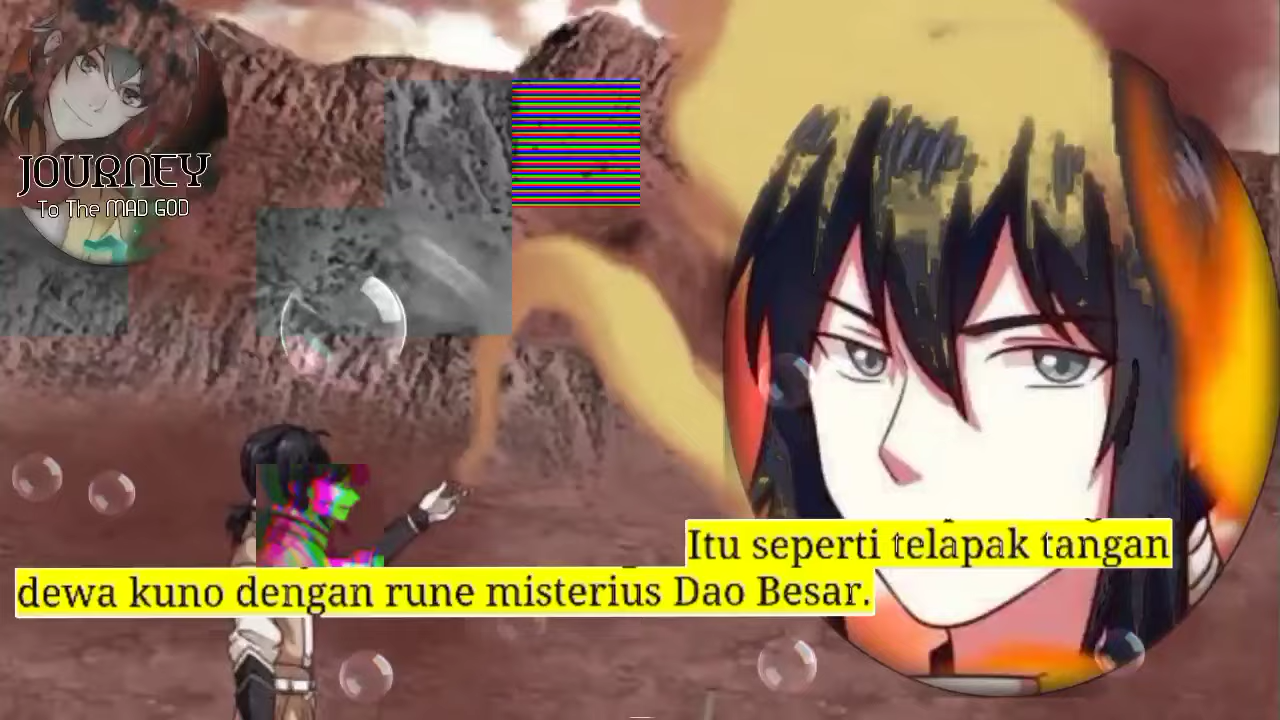 JOURNEY
To The MAD GOD
Itu seperti telapak tangan
dewa kuno dengan rune misterius Dao Besar.